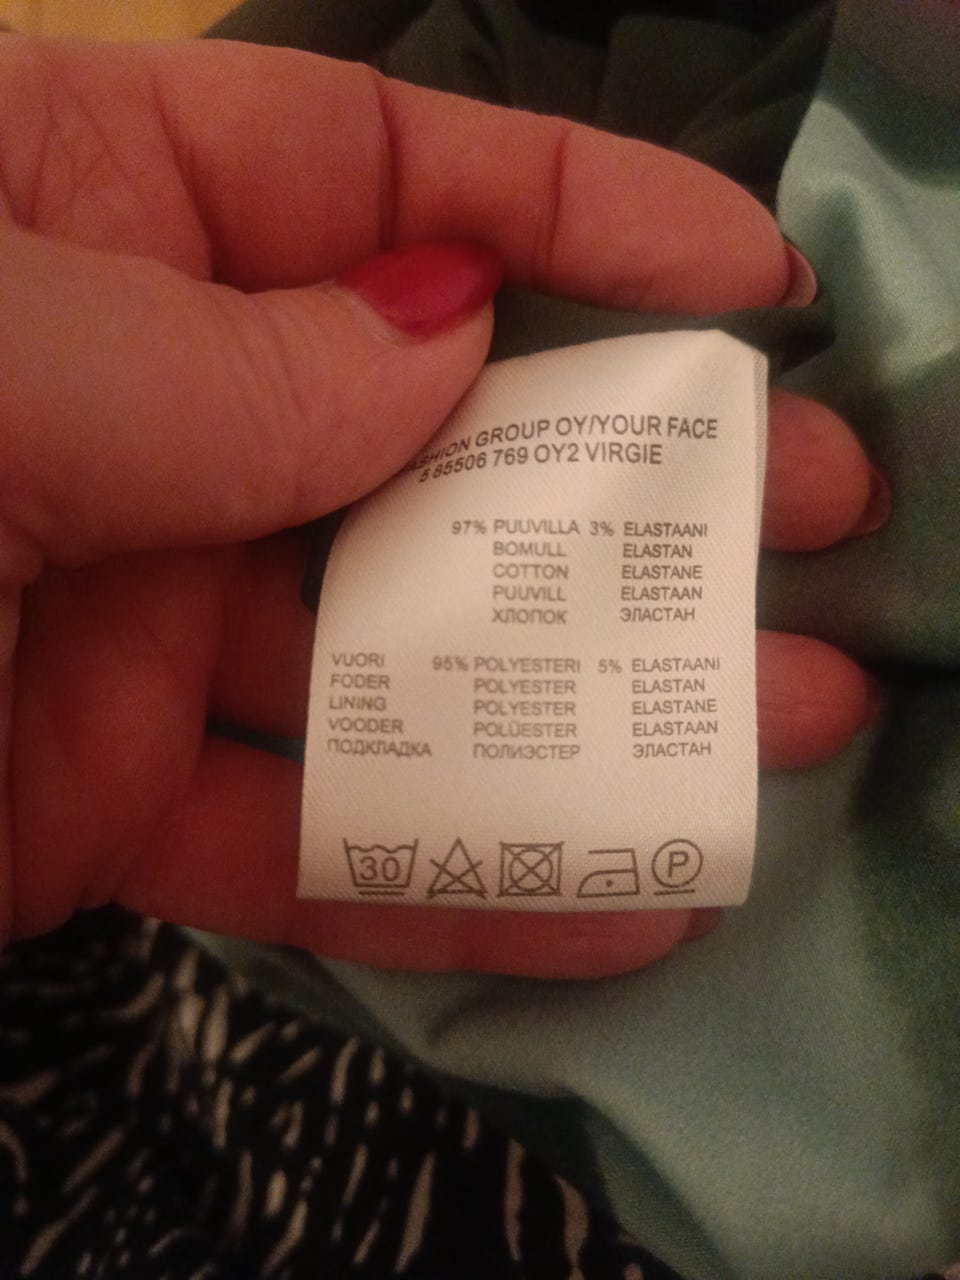 GROUP OY/YOUR FACE
5 85506 769 OY2 VIRGIE
97% PUUVILLA 3% ELASTAANI
BOMULL ELASTAN
COTTON ELASTANE
PUUVILL ELASTAAN
ХЛОПОК ЭЛАСТАН
VUORI 95% POLYESTERI 5% ELASTAANI
FODER POLYESTER ELASTAN
LINING POLYESTER ELASTANE
VOODER POLÜESTER ELASTAAN
ПОДКЛАДКА ПОЛИЭСТЕР ЭЛАСТАН
30 P